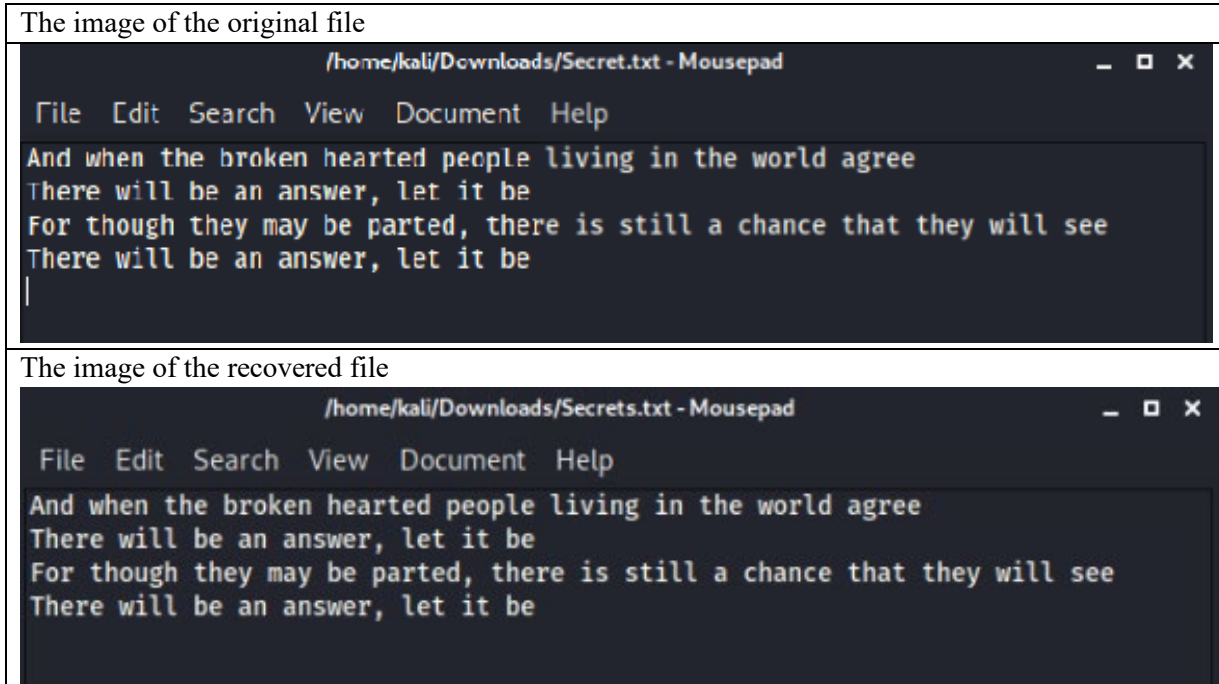 The image of the original file
/home/kali/Downloads/Secret.txt - Mousepad
File Edit Search View Document Help
And when the broken hearted people living in the world agree
There will be an answer, let it be
For though they may be parted, there is still a chance that they will see
There will be an answer, let it be
The image of the recovered file
/home/kali/Downloads/Secrets.txt - Mousepad
File Edit Search View Document Help
And when the broken hearted people living in the world agree
There will be an answer, let it be
For though they may be parted, there is still a chance that they will see
There will be an answer, let it be